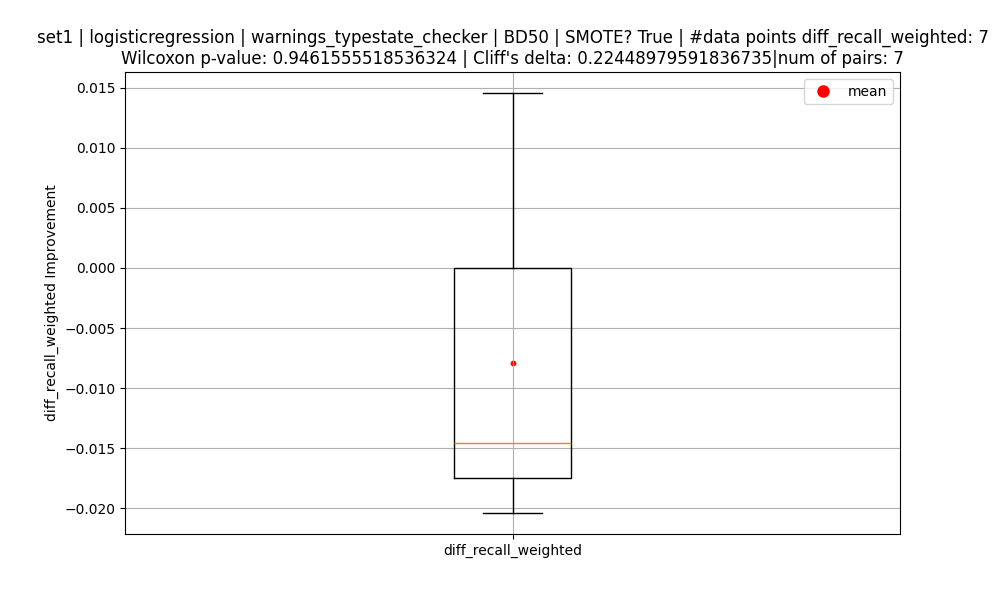 set1 | logisticregression | warnings_typestate_checker | BD50 | SMOTE? True | #data points diff_recall_weighted: 7
Wilcoxon p-value: 0.9461555518536324 | Cliff's delta: 0.22448979591836735|num of pairs: 7
mean
0.015
0.010
0.005
0.000
−0.005
−0.010
−0.015
−0.020
diff_recall_weighted Improvement
diff_recall_weighted